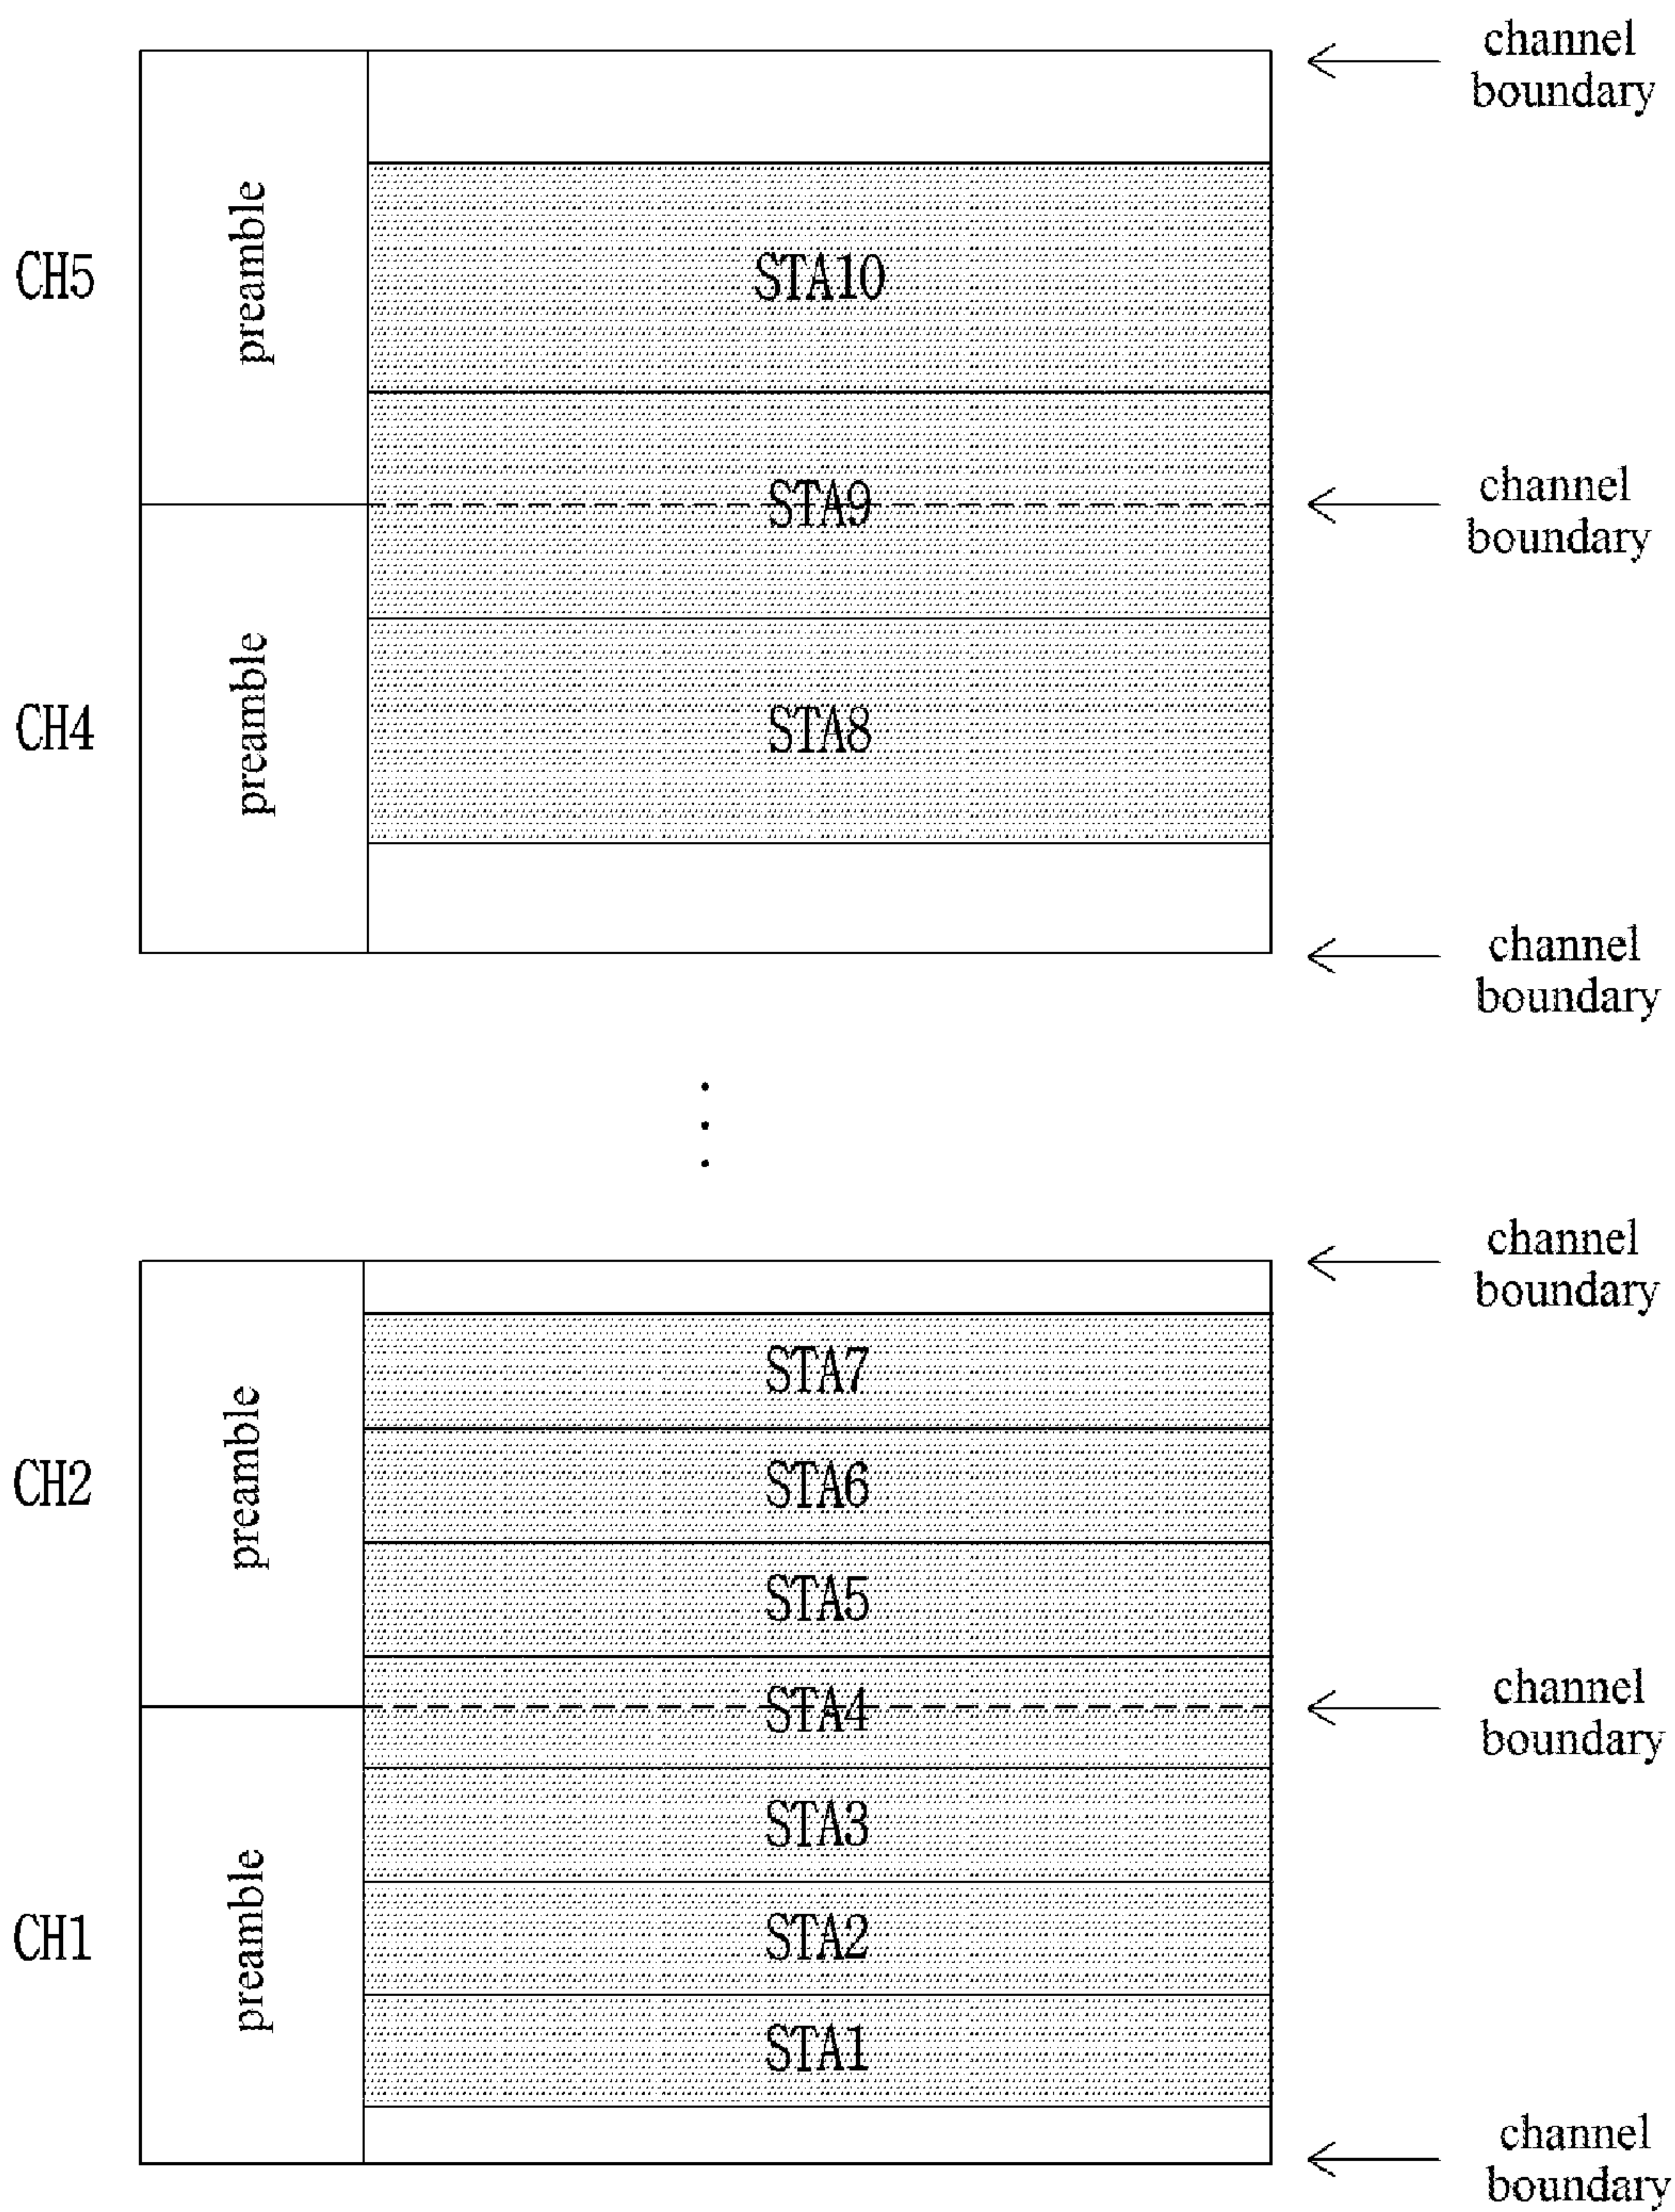 channel
boundary
preamble
CH5
STA10
channel
boundary
STA9
preamble
CH4
STA8
channel
boundary
channel
boundary
STA7
preamble
CH2
STA6
STA5
channel
boundary
STA4
STA3
preamble
CH1
STA2
STA1
channel
boundary